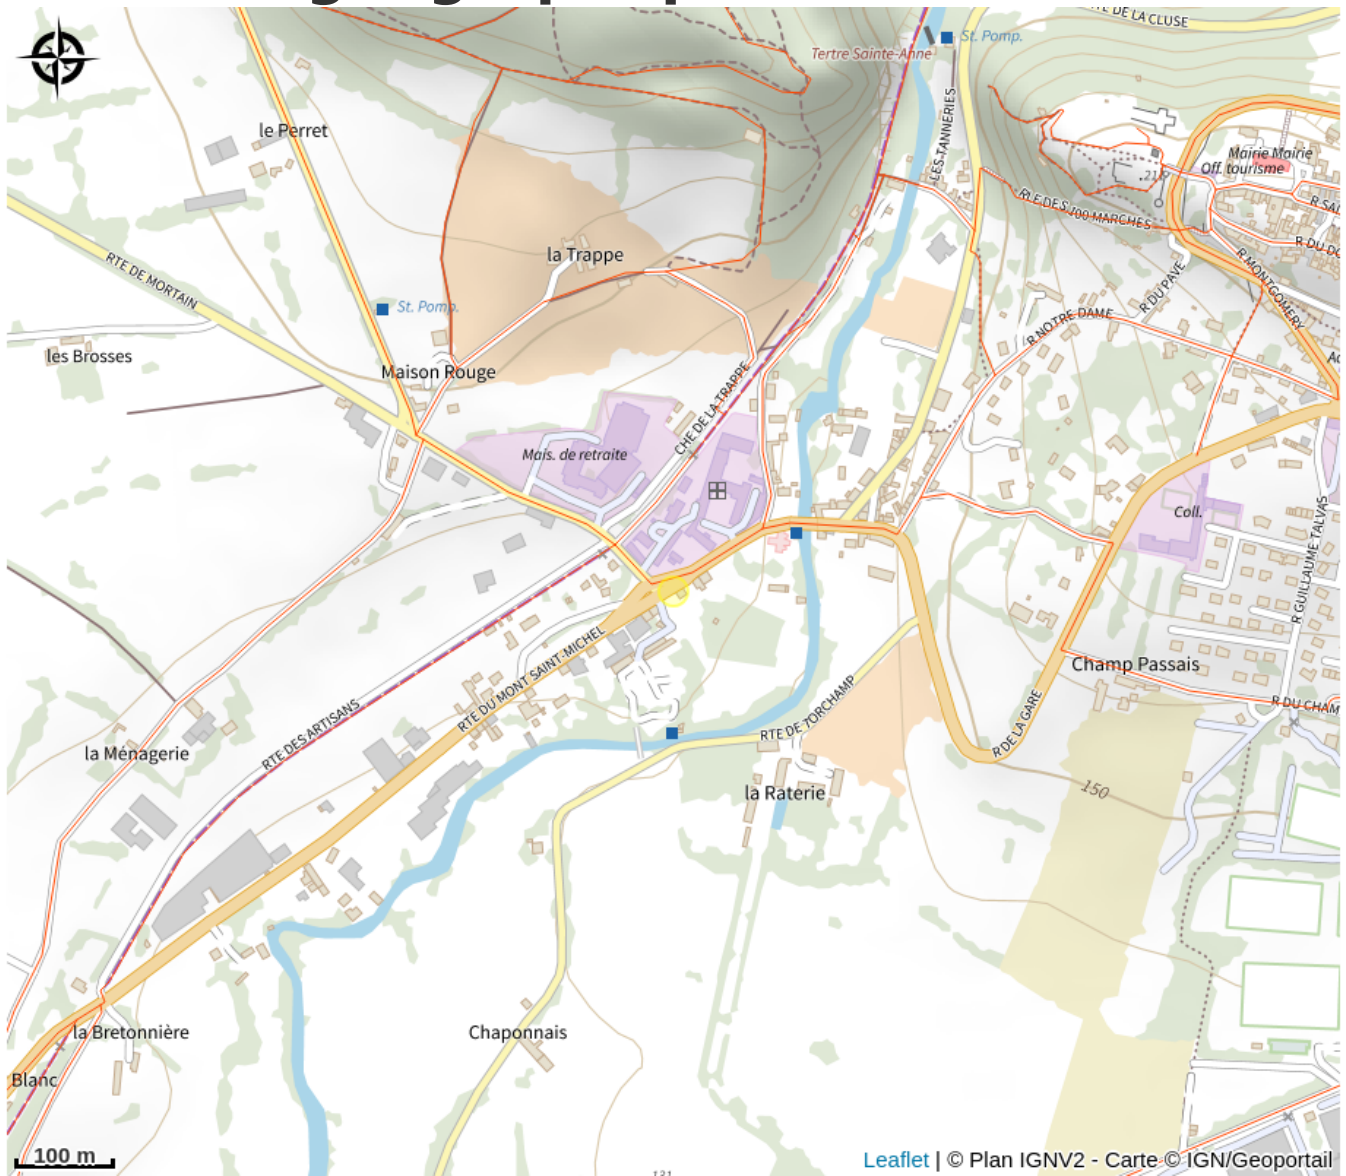 RTE DE LA CLUSE
St. Pomp.
Tertre Sainte-Anne
LES TANNERIES
le Perret
Mairie Mairie
Off. tourisme
R DES 100 MARCHES
R DU PAVE
R MONTGOMERY
la Trappe
RTE DE MORTAIN
St. Pomp.
R NOTRE DAME
les Brosses
Maison Rouge
CHE DE LA TRAPPE
Mais. de retraite
Coll.
R GUILLAUME TALVAS
RTE DU MONT SAINT-MICHEL
Champ Passais
R DU CHAM
RTE DES ARTISANS
RTE DE TORCHAMP
R DE LA GARE
la Ménagerie
la Raterie
150
la Bretonnière
Chaponnais
Blanc
100 m
Leaflet | © Plan IGNV2 - Carte © IGN/Geoportail